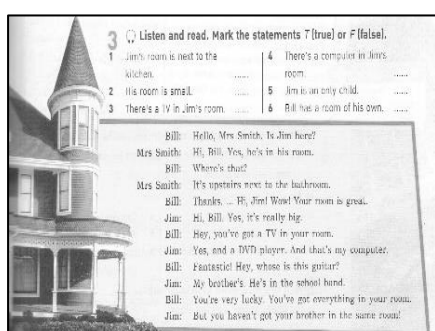 3 Listen and read. Mark the statements T (true) or F (false).
1 Jim's room is next to the kitchen. ......
2 His room is small. ......
3 There's a TV in Jim's room. ......
4 There's a computer in Jim's room. ......
5 Jim is an only child. ......
6 Bill has a room of his own. ......
Bill: Hello, Mrs Smith. Is Jim here?
Mrs Smith: Hi, Bill. Yes, he's in his room.
Bill: Where's that?
Mrs Smith: It's upstairs next to the bathroom.
Bill: Thanks. ... Hi, Jim! Wow! Your room is great.
Jim: Hi, Bill. Yes, it's really big.
Bill: Hey, you've got a TV in your room.
Jim: Yes, and a DVD player. And that's my computer.
Bill: Fantastic! Hey, whose is this guitar?
Jim: My brother's. He's in the school band.
Bill: You're very lucky. You've got everything in your room.
Jim: But you haven't got your brother in the same room!